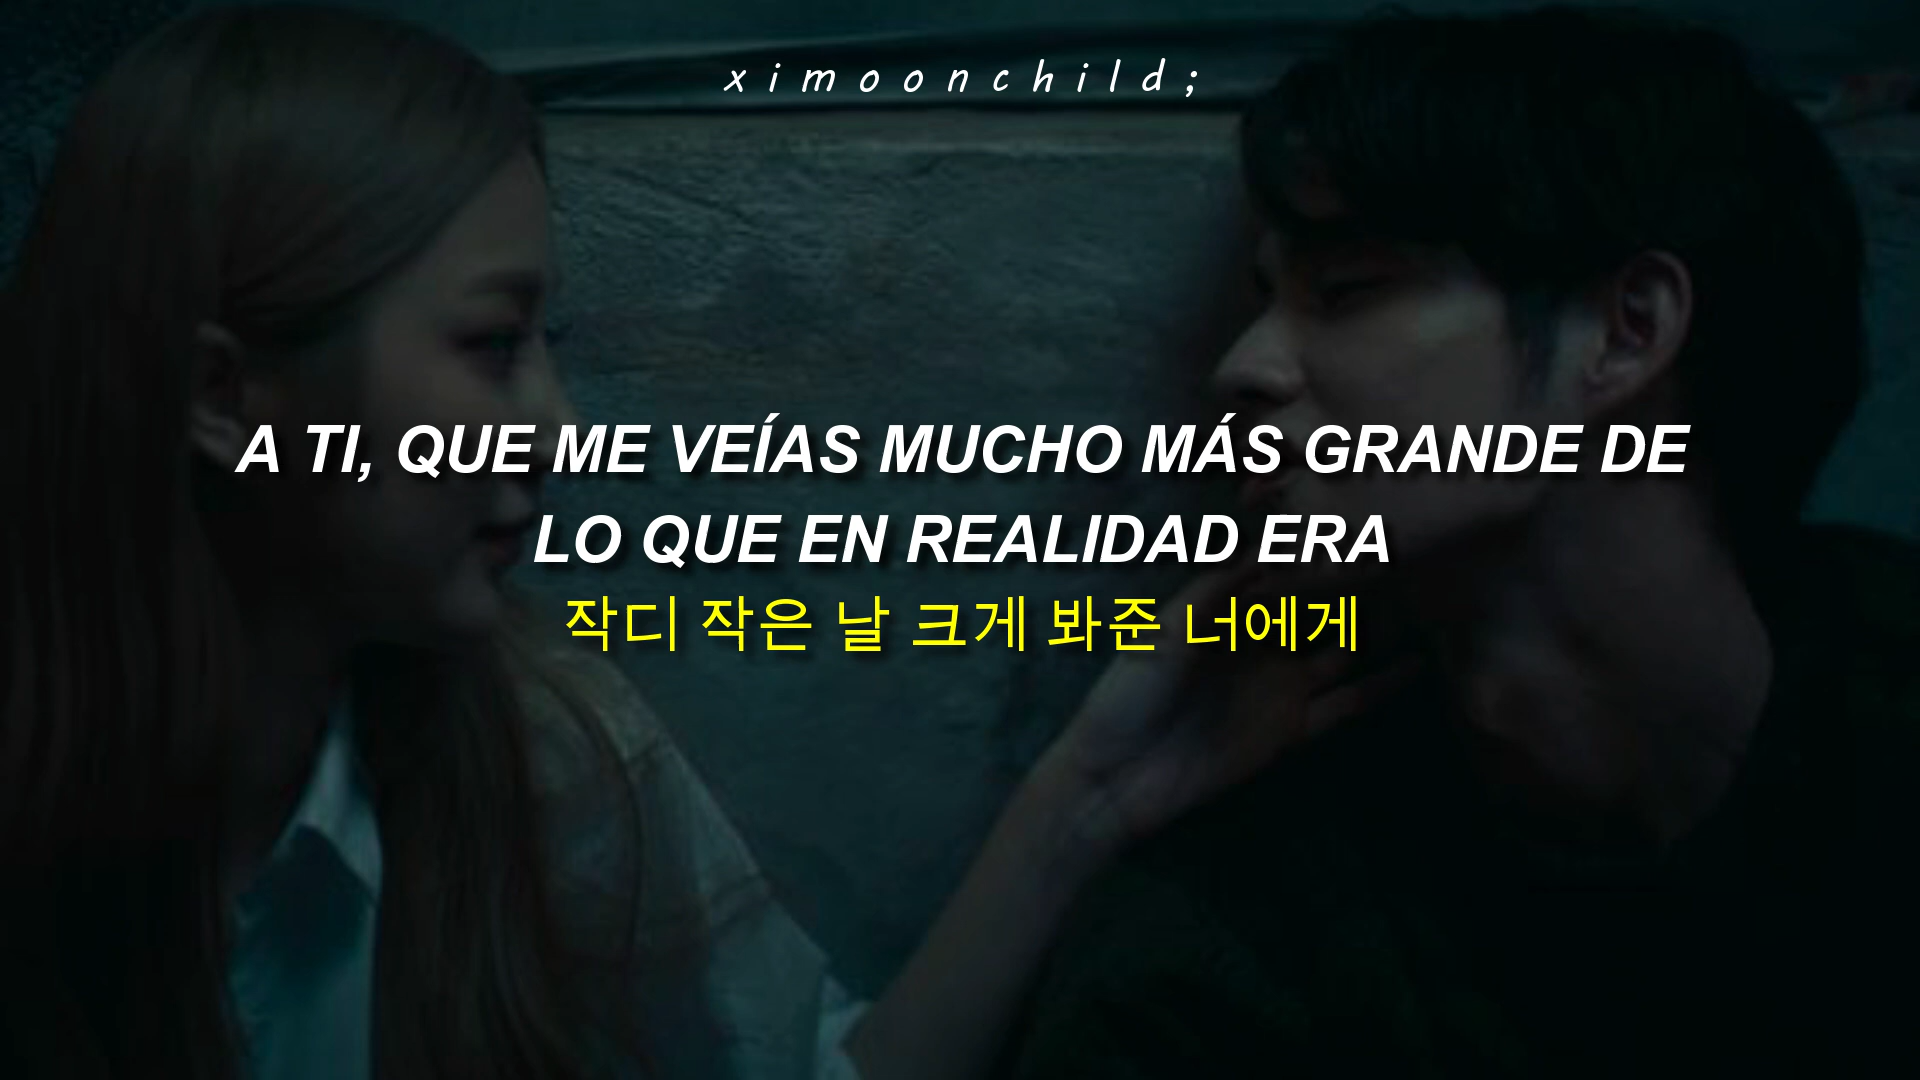 ximoonchild;
A TI, QUE ME VEÍAS MUCHO MÁS GRANDE DE
LO QUE EN REALIDAD ERA
작디 작은 날 크게 봐준 너에게